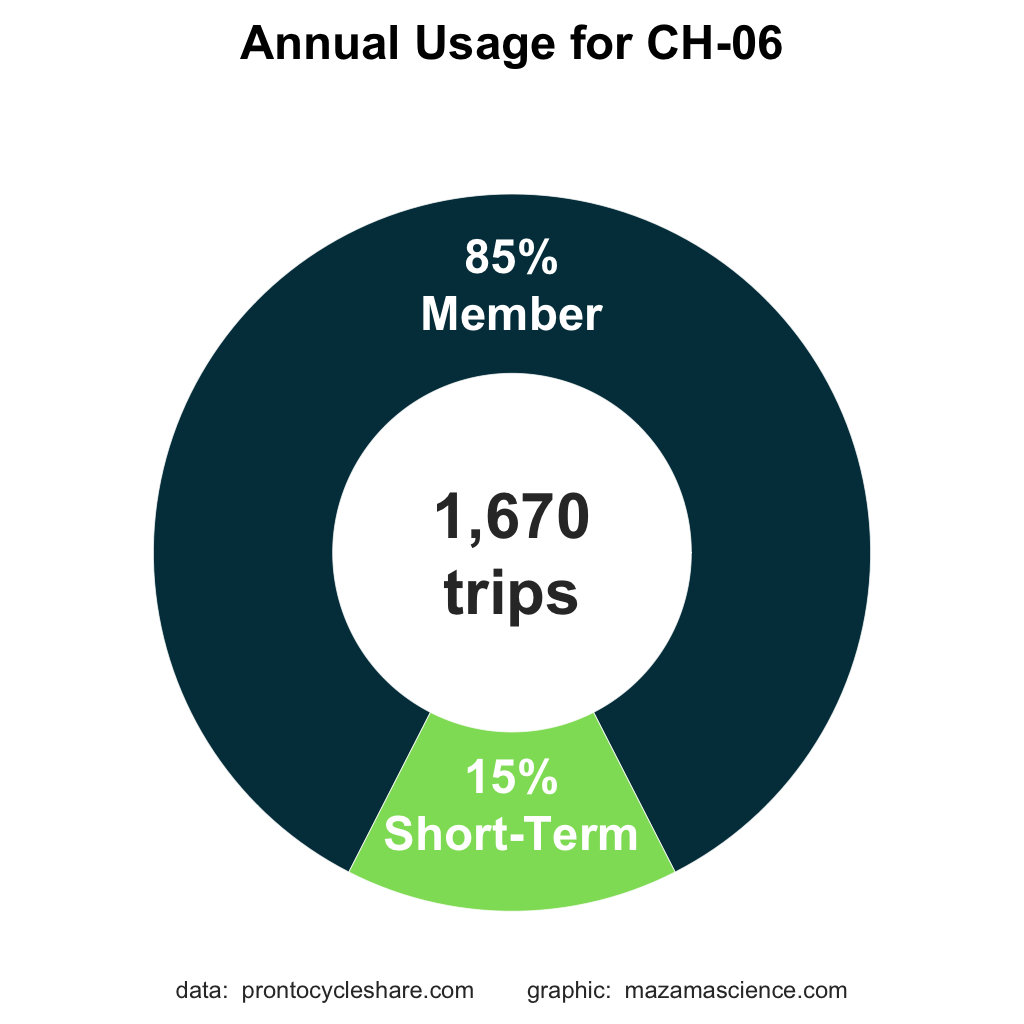 Annual Usage for CH-06
85%
Member
1,670
trips
15%
Short-Term
data: prontocycleshare.com graphic: mazamascience.com